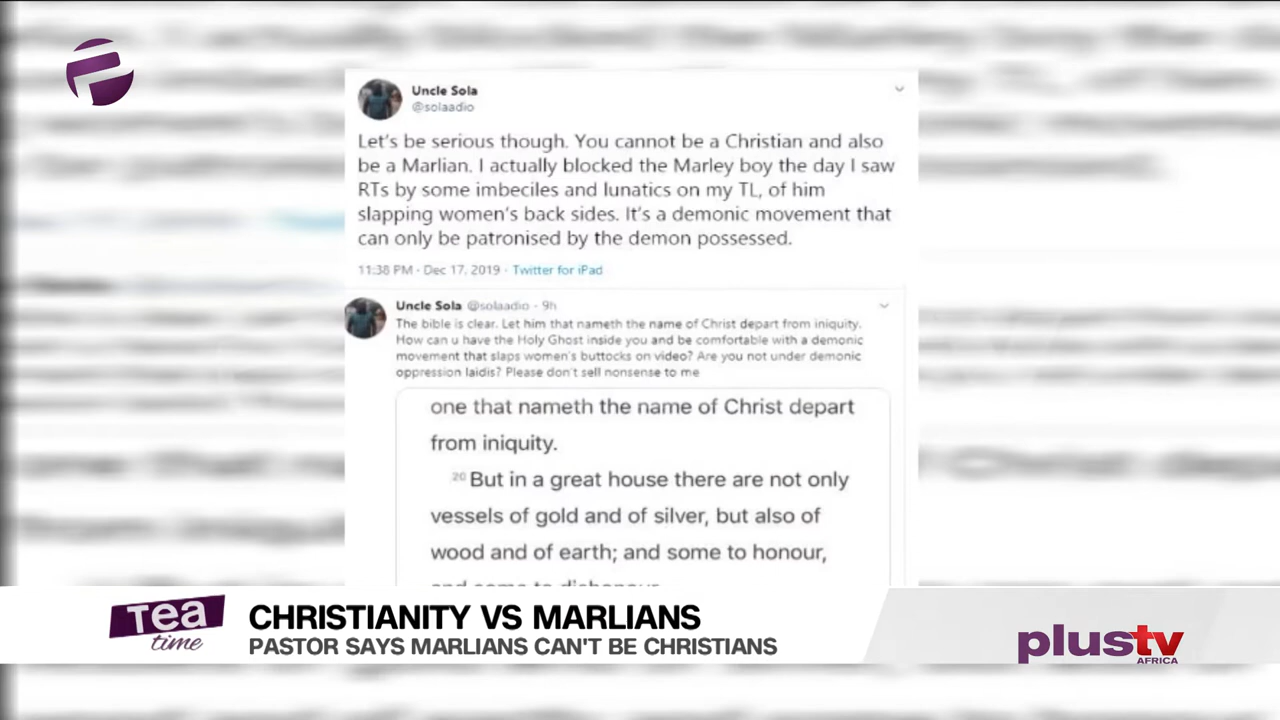 Uncle Sola
@solaadio
Let's be serious though. You cannot be a Christian and also
be a Marlian. I actually blocked the Marley boy the day I saw
RTs by some imbeciles and lunatics on my TL, of him
slapping women's back sides. It's a demonic movement that
can only be patronised by the demon possessed.
11:38 PM · Dec 17, 2019 · Twitter for iPad
Uncle Sola @solaadio · 9h
The bible is clear. Let him that nameth the name of Christ depart from iniquity.
How can u have the Holy Ghost inside you and be comfortable with a demonic
movement that slaps women's buttocks on video? Are you not under demonic
oppression laidis? Please don't sell nonsense to me
one that nameth the name of Christ depart
from iniquity.
20 But in a great house there are not only
vessels of gold and of silver, but also of
wood and of earth; and some to honour,
and some to dishonour
Tea
time
CHRISTIANITY VS MARLIANS
PASTOR SAYS MARLIANS CAN'T BE CHRISTIANS
plustv
AFRICA